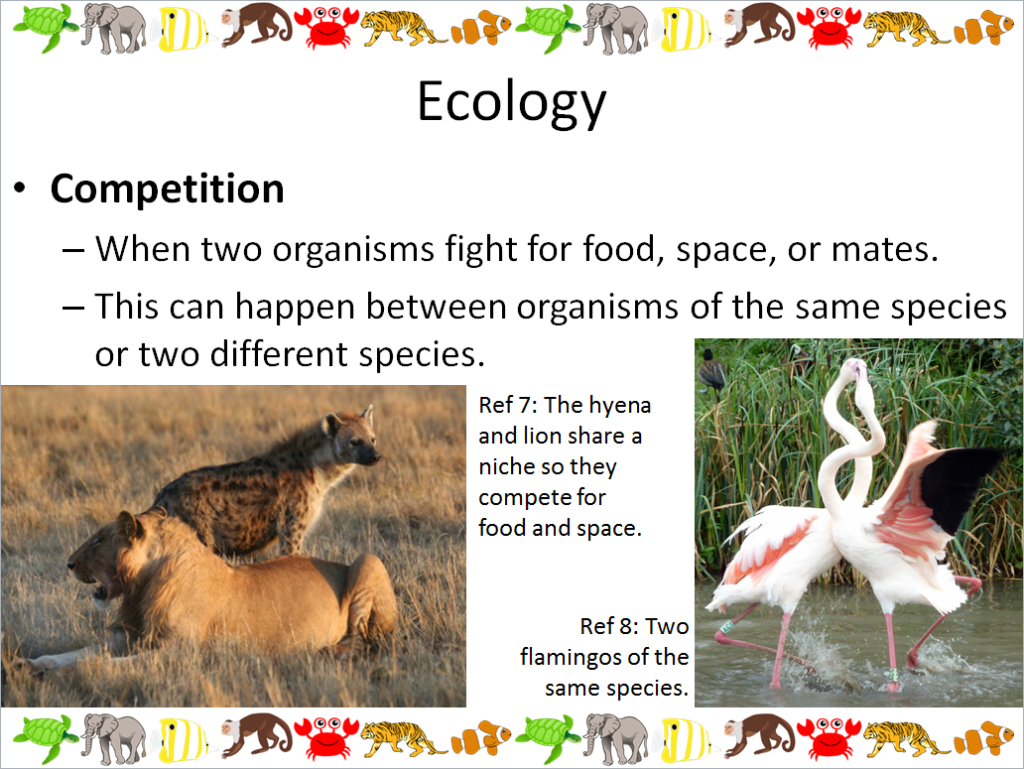 Ecology
• Competition
– When two organisms fight for food, space, or mates.
– This can happen between organisms of the same species
or two different species.
Ref 7: The hyena
and lion share a
niche so they
compete for
food and space.
Ref 8: Two
flamingos of the
same species.